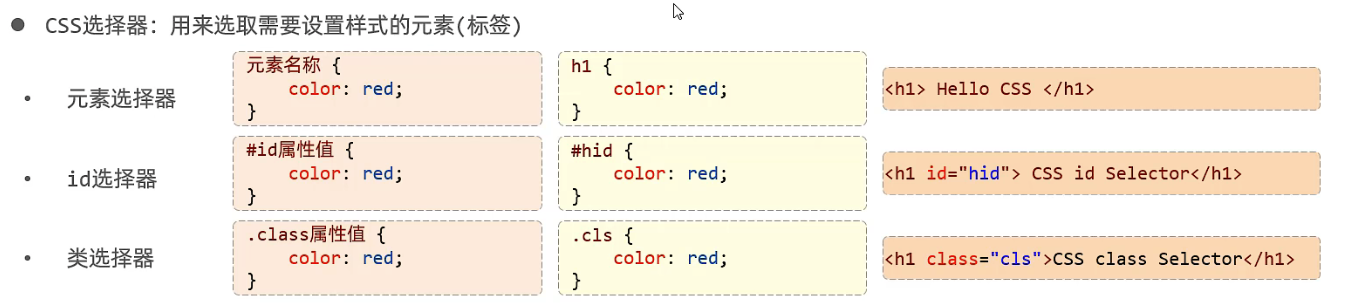 ● CSS选择器：用来选取需要设置样式的元素(标签)
• 元素选择器
元素名称 {
color: red;
}
h1 {
color: red;
}
<h1> Hello CSS </h1>
• id选择器
#id属性值 {
color: red;
}
#hid {
color: red;
}
<h1 id="hid"> CSS id Selector</h1>
• 类选择器
.class属性值 {
color: red;
}
.cls {
color: red;
}
<h1 class="cls">CSS class Selector</h1>